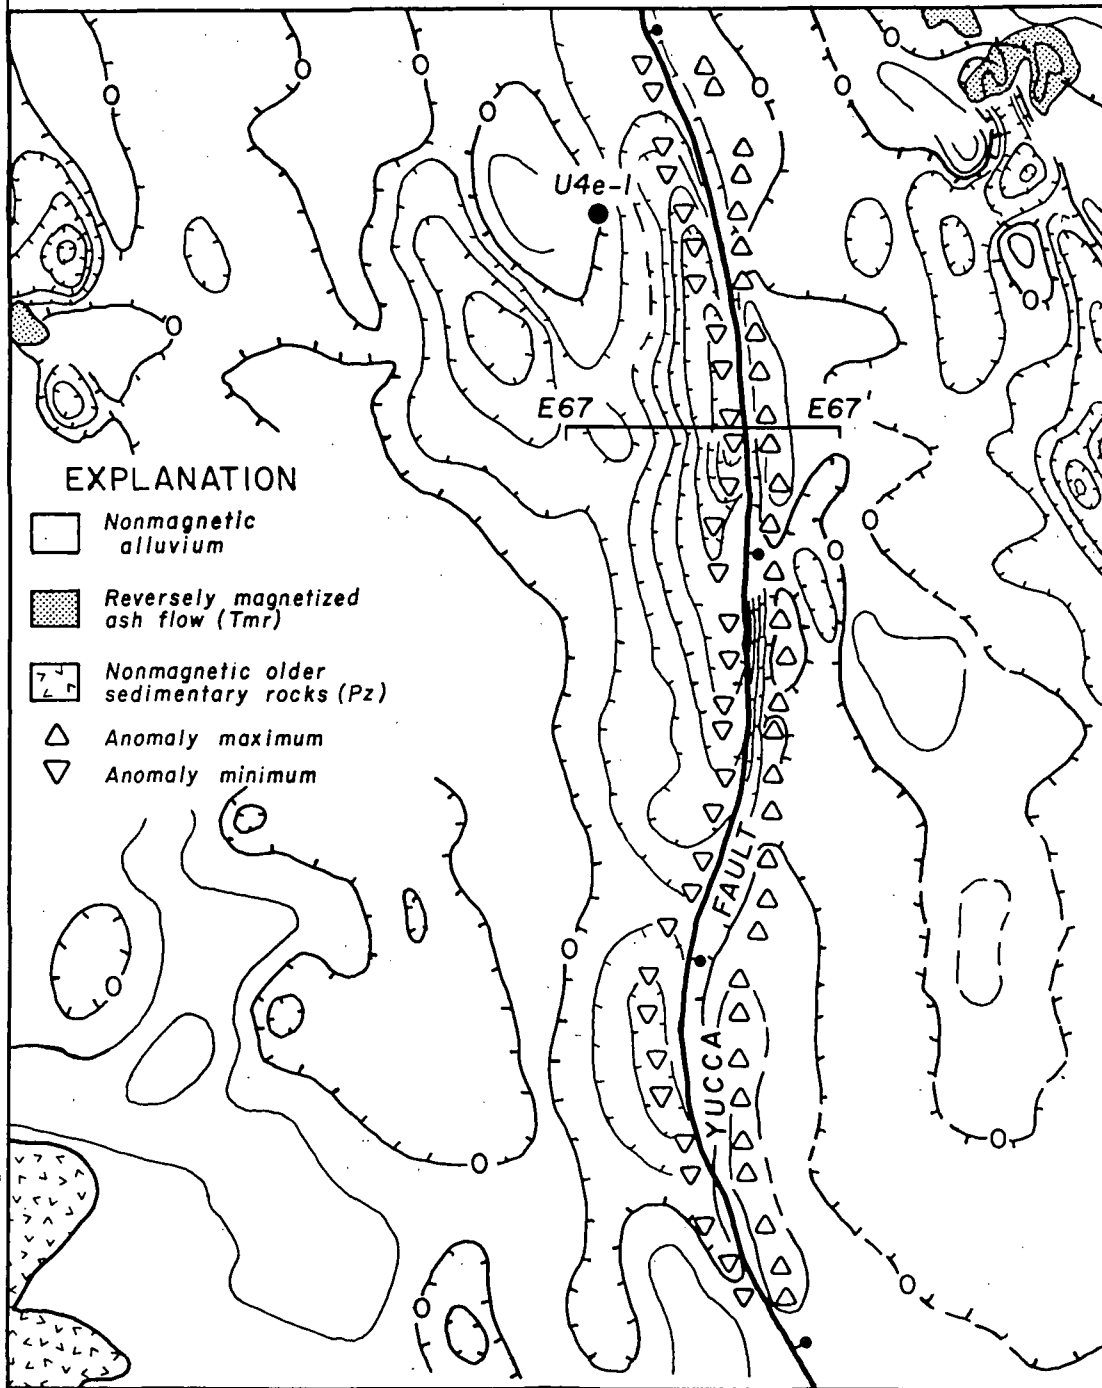 O
O
O
O
O
O
O
U4e-1
O
O
E67
E67'
EXPLANATION
Nonmagnetic
alluvium
Reversely magnetized
ash flow (Tmr)
Nonmagnetic older
sedimentary rocks (Pz)
Anomaly maximum
Anomaly minimum
O
O
YUCCA FAULT
O
O
O
O
O
O